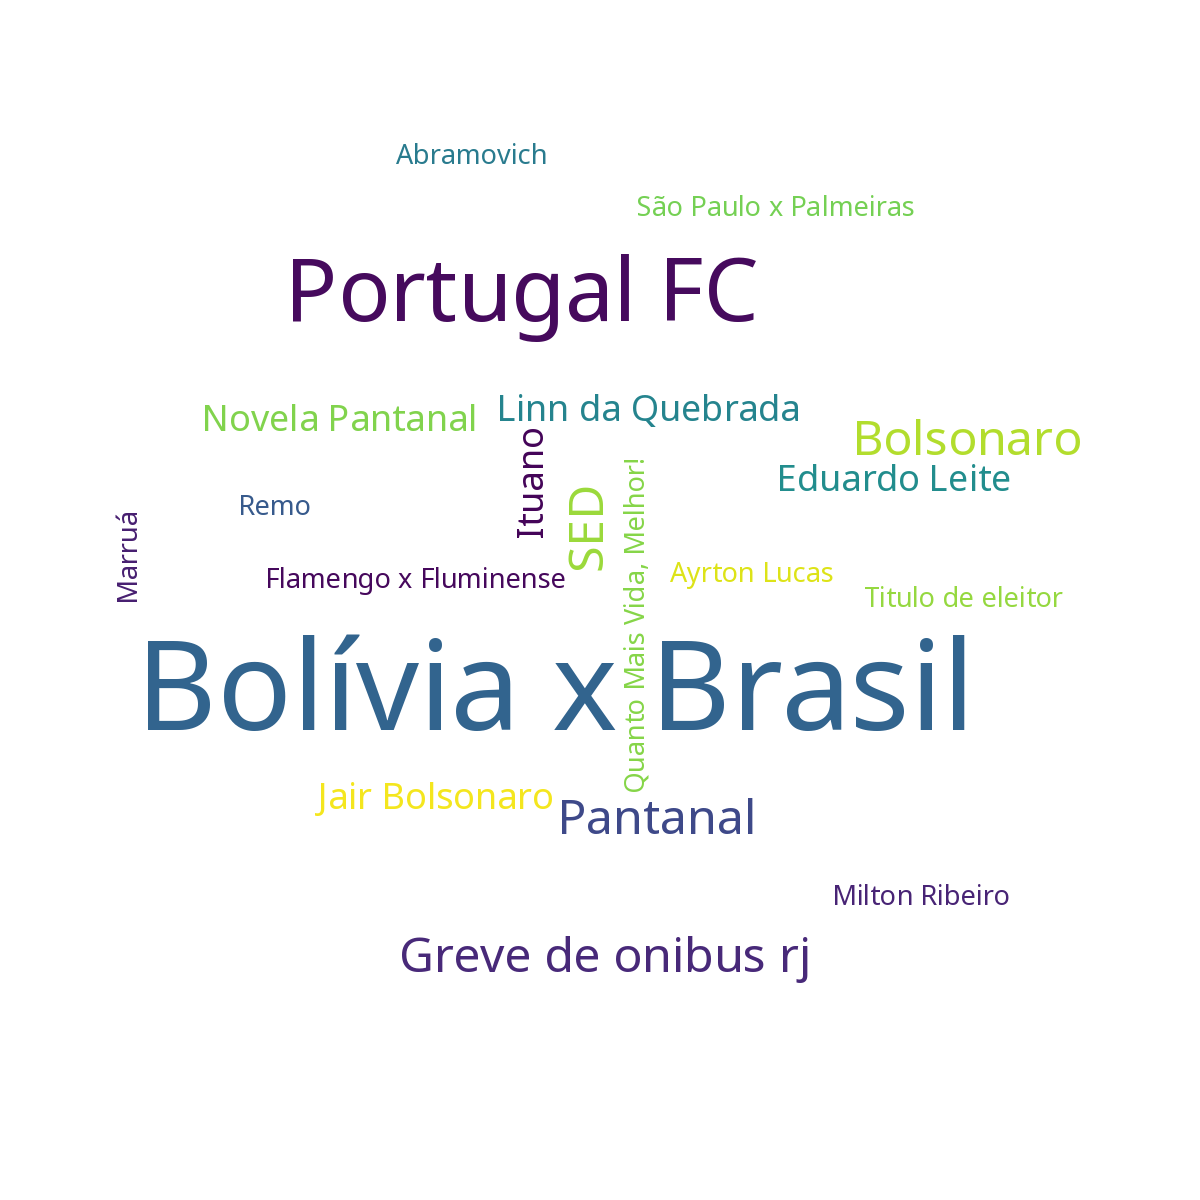 Abramovich
São Paulo x Palmeiras
Portugal FC
Novela Pantanal
Linn da Quebrada
Bolsonaro
Eduardo Leite
Ituano
SED
Quanto Mais Vida, Melhor!
Remo
Marruá
Flamengo x Fluminense
Ayrton Lucas
Titulo de eleitor
Bolívia x Brasil
Jair Bolsonaro
Pantanal
Milton Ribeiro
Greve de onibus rj